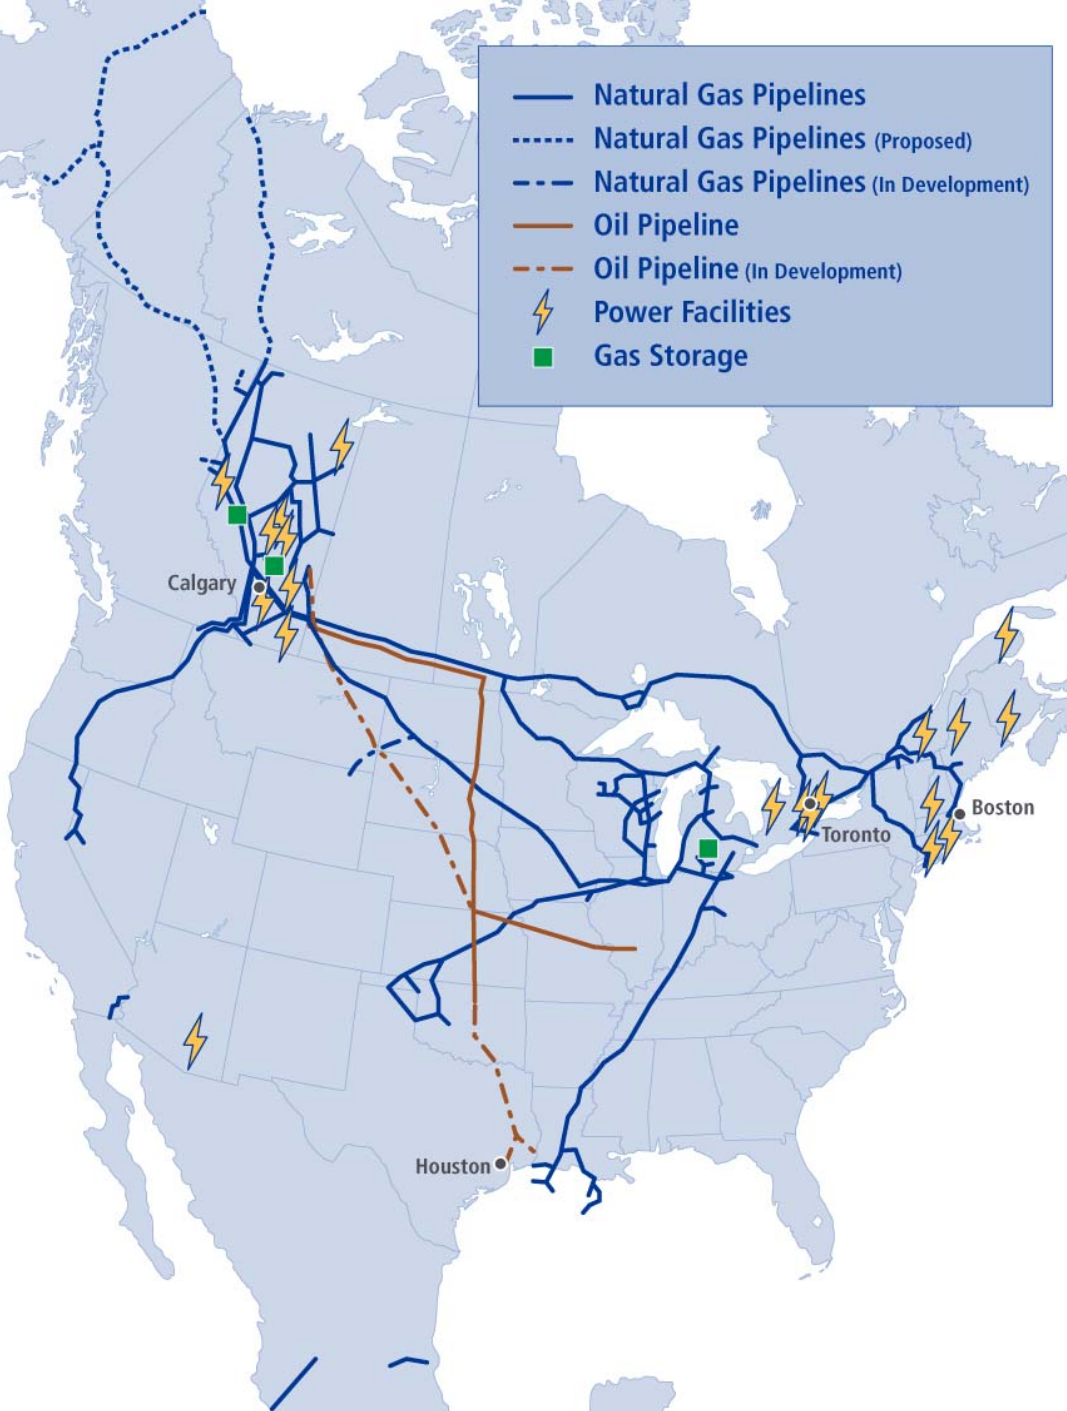 Natural Gas Pipelines
Natural Gas Pipelines (Proposed)
Natural Gas Pipelines (In Development)
Oil Pipeline
Oil Pipeline (In Development)
Power Facilities
Gas Storage
Calgary
Boston
Toronto
Houston